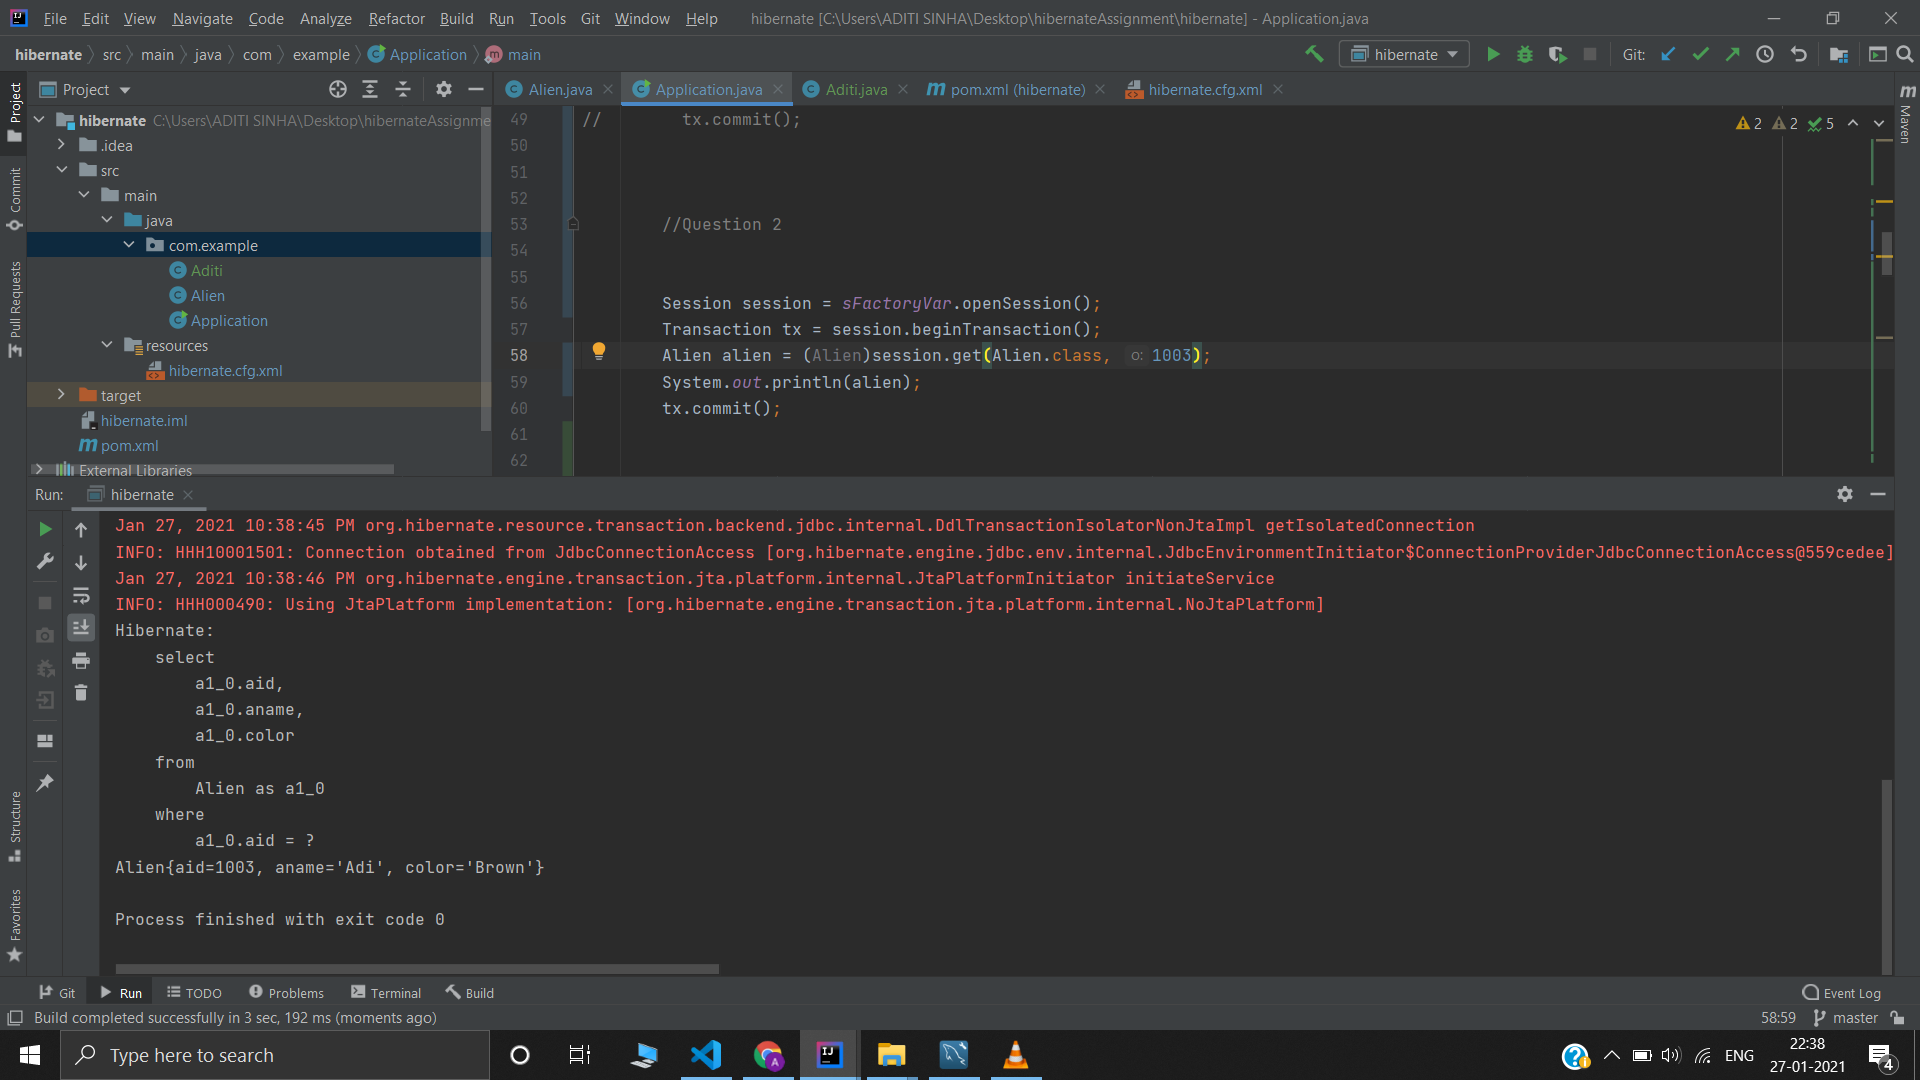 File Edit View Navigate Code Analyze Refactor Build Run Tools Git Window Help hibernate [C:\Users\ADITI SINHA\Desktop\hibernateAssignment\hibernate] - Application.java
hibernate src main java com example Application main hibernate Git:
Project
Alien.java Application.java Aditi.java pom.xml (hibernate) hibernate.cfg.xml
hibernate C:\Users\ADITI SINHA\Desktop\hibernateAssignme
.idea
src
main
java
com.example
Aditi
Alien
Application
resources
hibernate.cfg.xml
target
hibernate.iml
pom.xml
External Libraries
49 // tx.commit();
50
51
52
53 //Question 2
54
55
56 Session session = sFactoryVar.openSession();
57 Transaction tx = session.beginTransaction();
58 Alien alien = (Alien)session.get(Alien.class, o: 1003);
59 System.out.println(alien);
60 tx.commit();
61
62
2 2 5
Project
Commit
Pull Requests
Structure
Favorites
Maven
Run: hibernate
Jan 27, 2021 10:38:45 PM org.hibernate.resource.transaction.backend.jdbc.internal.DdlTransactionIsolatorNonJtaImpl getIsolatedConnection
INFO: HHH10001501: Connection obtained from JdbcConnectionAccess [org.hibernate.engine.jdbc.env.internal.JdbcEnvironmentInitiator$ConnectionProviderJdbcConnectionAccess@559cedee]
Jan 27, 2021 10:38:46 PM org.hibernate.engine.transaction.jta.platform.internal.JtaPlatformInitiator initiateService
INFO: HHH000490: Using JtaPlatform implementation: [org.hibernate.engine.transaction.jta.platform.internal.NoJtaPlatform]
Hibernate:
select
a1_0.aid,
a1_0.aname,
a1_0.color
from
Alien as a1_0
where
a1_0.aid = ?
Alien{aid=1003, aname='Adi', color='Brown'}
Process finished with exit code 0
Git Run TODO Problems Terminal Build Event Log
Build completed successfully in 3 sec, 192 ms (moments ago) 58:59 master
Type here to search
ENG
22:38
27-01-2021
4